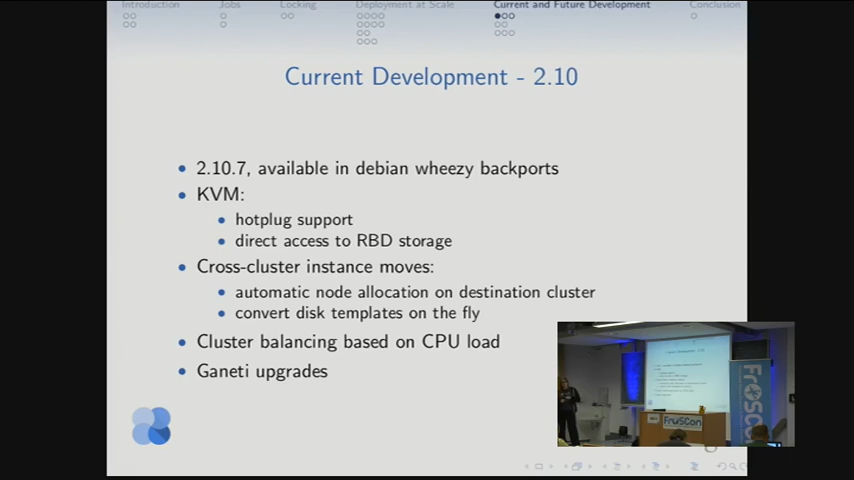 Introduction Jobs Locking Deployment at Scale Current and Future Development Conclusion
Current Development - 2.10
2.10.7, available in debian wheezy backports
KVM:
hotplug support
direct access to RBD storage
Cross-cluster instance moves:
automatic node allocation on destination cluster
convert disk templates on the fly
Cluster balancing based on CPU load
Ganeti upgrades
FrOSCon
FrOSCon